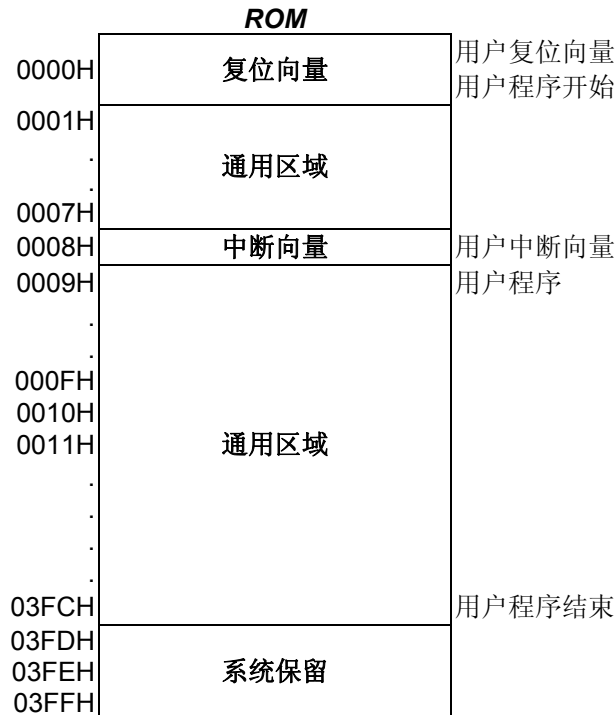 ROM
0000H 复位向量 用户复位向量
用户程序开始
0001H
.
通用区域
.
0007H
0008H 中断向量 用户中断向量
0009H 用户程序
.
.
000FH
0010H
0011H 通用区域
.
.
.
.
03FCH 用户程序结束
03FDH
03FEH 系统保留
03FFH